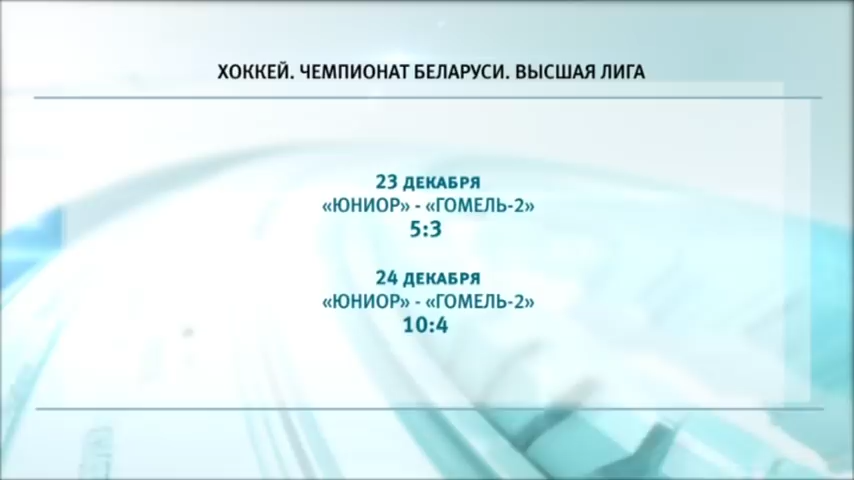 ХОККЕЙ. ЧЕМПИОНАТ БЕЛАРУСИ. ВЫСШАЯ ЛИГА
23 ДЕКАБРЯ
«ЮНИОР» - «ГОМЕЛЬ-2»
5:3
24 ДЕКАБРЯ
«ЮНИОР» - «ГОМЕЛЬ-2»
10:4